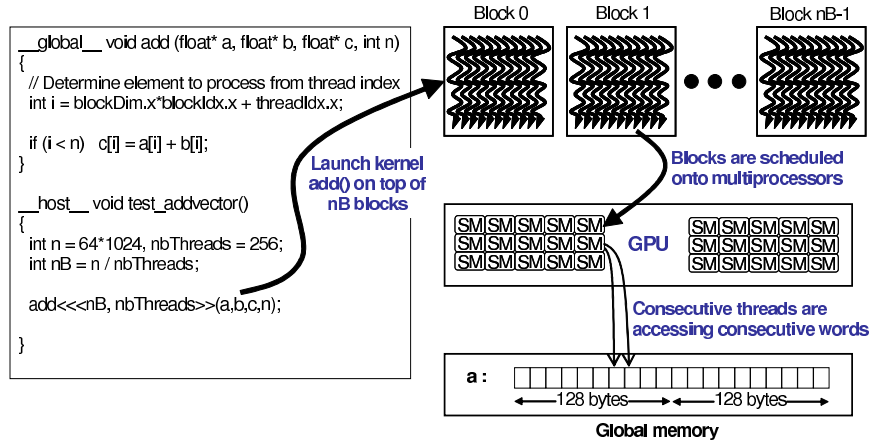 __global__ void add (float* a, float* b, float* c, int n)
{
// Determine element to process from thread index
int i = blockDim.x*blockIdx.x + threadIdx.x;
if (i < n) c[i] = a[i] + b[i];
}
__host__ void test_addvector()
{
int n = 64*1024, nbThreads = 256;
int nB = n / nbThreads;
add<<<nB, nbThreads>>(a,b,c,n);
}
Launch kernel
add() on top of
nB blocks
Block 0 Block 1 Block nB-1
Blocks are scheduled
onto multiprocessors
SM SM SM SM SM
SM SM SM SM SM
SM SM SM SM SM
GPU
SM SM SM SM SM
SM SM SM SM SM
SM SM SM SM SM
Consecutive threads are
accessing consecutive words
a :
128 bytes 128 bytes
Global memory